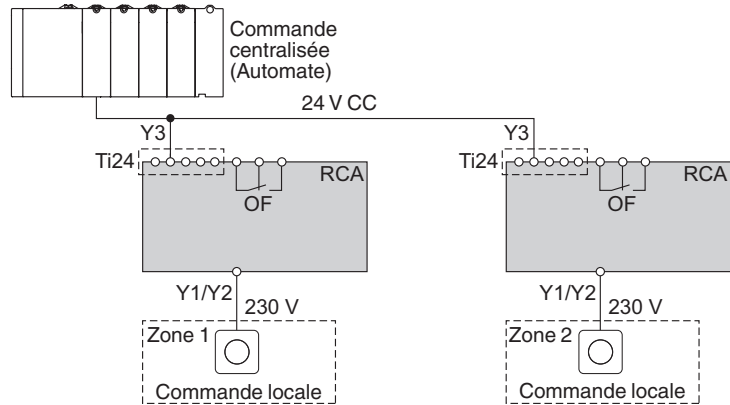 Commande
centralisée
(Automate)
24 V CC
Y3
Y3
Ti24
RCA
Ti24
RCA
OF
OF
Y1/Y2
230 V
Y1/Y2
230 V
Zone 1
Zone 2
Commande locale
Commande locale